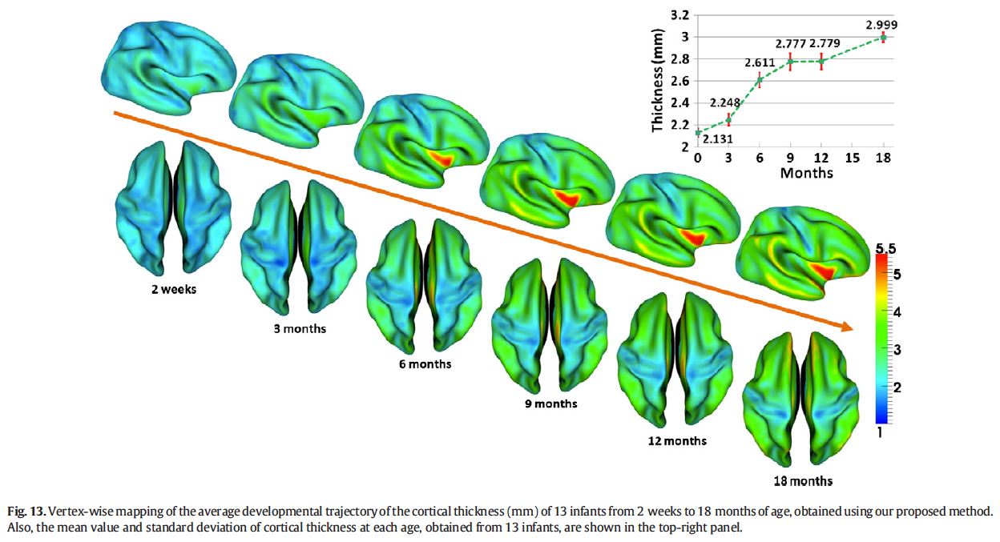 3.2
3
2.8
2.6
2.4
2.2
2
Thickness (mm)
2.131
2.248
2.611
2.777 2.779
2.999
0 3 6 9 12 15 18
Months
2 weeks
3 months
6 months
9 months
12 months
18 months
5.5
5
4
3
2
1
Fig. 13. Vertex-wise mapping of the average developmental trajectory of the cortical thickness (mm) of 13 infants from 2 weeks to 18 months of age, obtained using our proposed method.
Also, the mean value and standard deviation of cortical thickness at each age, obtained from 13 infants, are shown in the top-right panel.